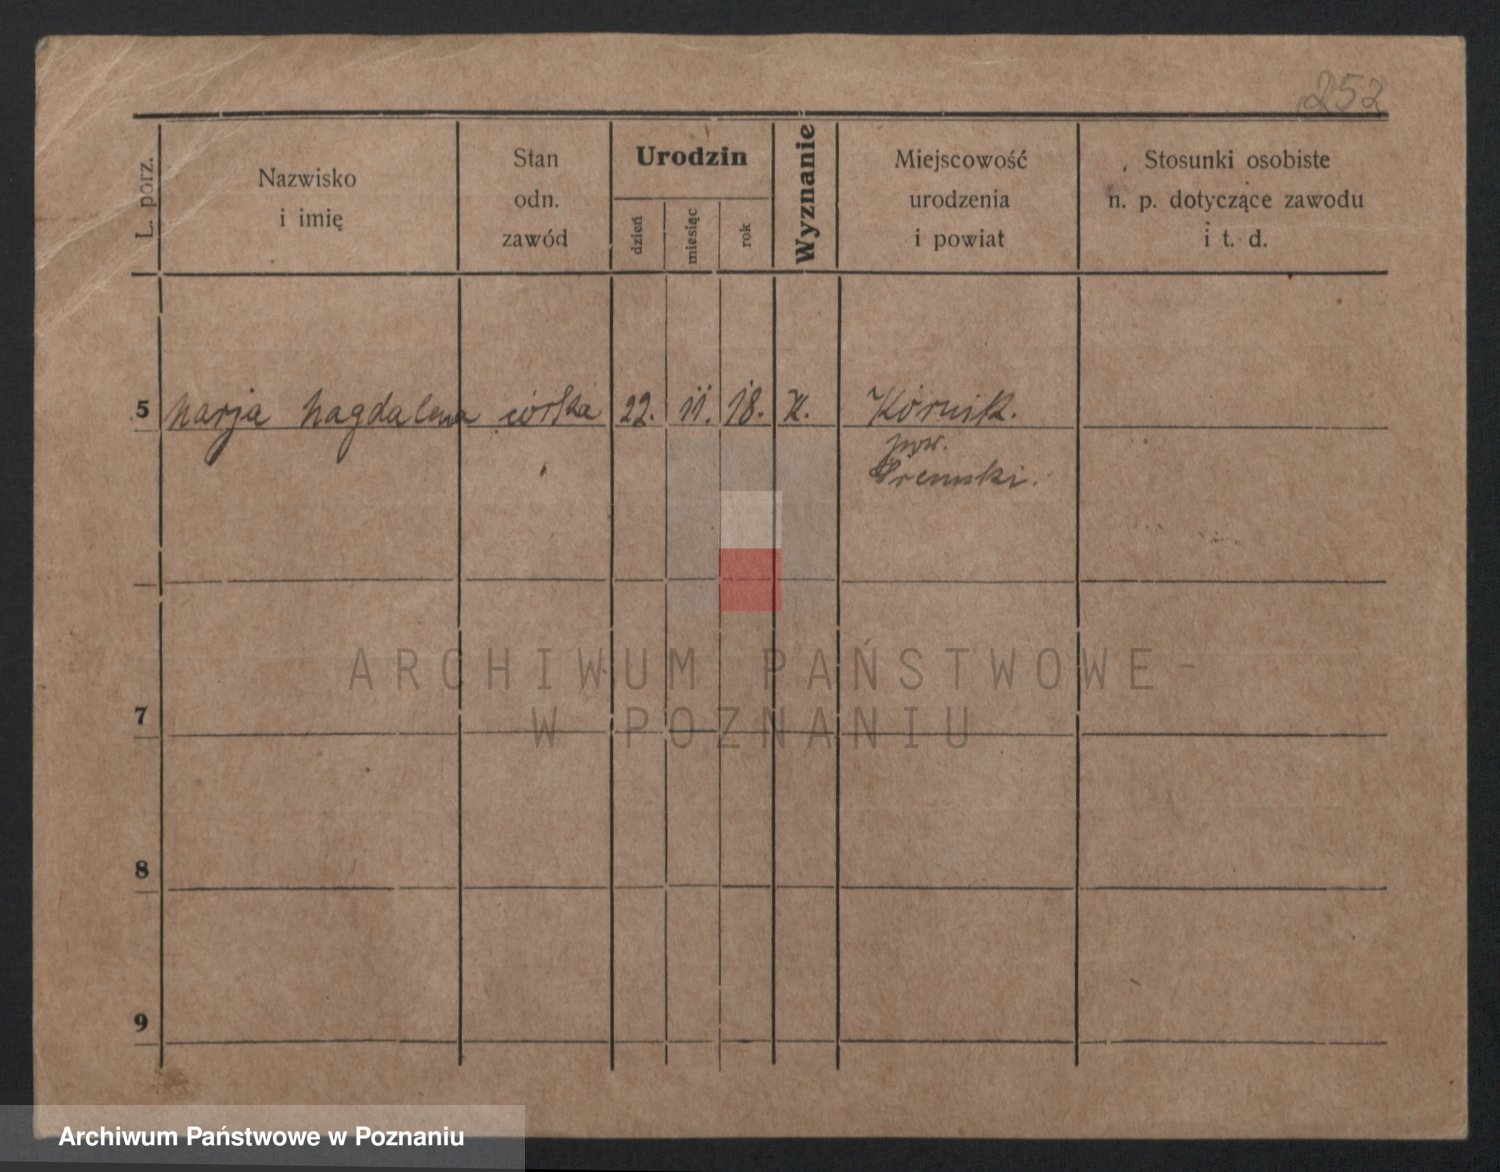 252
L. porz.
Nazwisko
i imię
Stan
odn.
zawód
Urodzin
dzień
miesiąc
rok
Wyznanie
Miejscowość
urodzenia
i powiat
Stosunki osobiste
n. p. dotyczące zawodu
i t. d.
5 Marja Magdalena córka 22. 11. 18. K. Kórnik.
pow.
Śremski.
ARCHIWUM PAŃSTWOWE
W POZNANIU
7
8
9
Archiwum Państwowe w Poznaniu